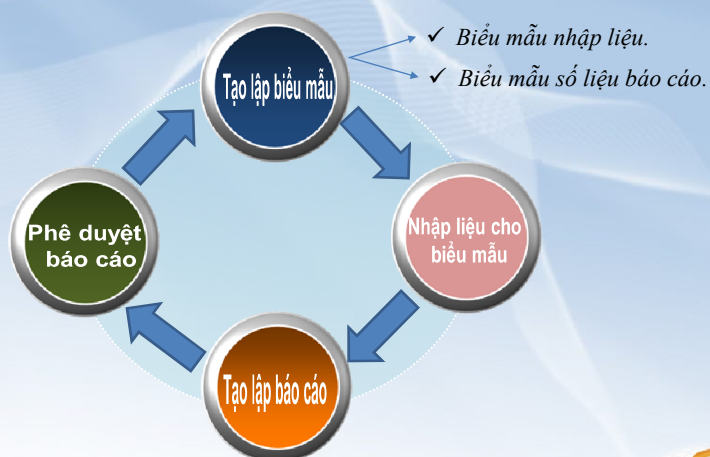 Tạo lập biểu mẫu
✓ Biểu mẫu nhập liệu.
✓ Biểu mẫu số liệu báo cáo.
Nhập liệu cho
biểu mẫu
Tạo lập báo cáo
Phê duyệt
báo cáo